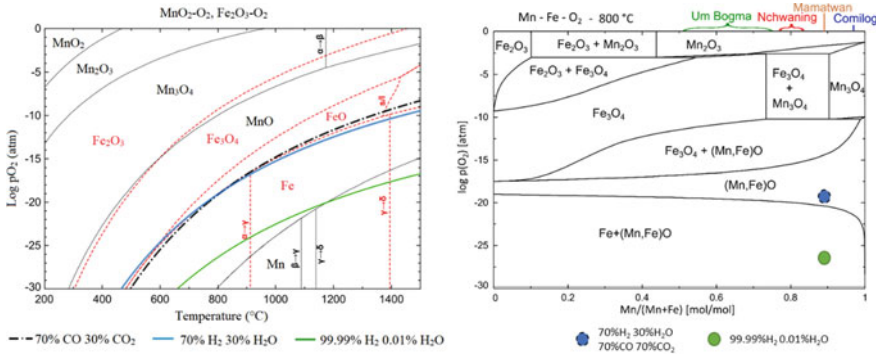 MnO₂-O₂, Fe₂O₃-O₂
0
-5
-10
-15
-20
-25
-30
Log pO₂ (atm)
MnO₂
Mn₂O₃
Mn₃O₄
MnO
Fe₂O₃
Fe₃O₄
FeO
Fe
Mn
α→β
α→γ
β→γ
γ→δ
γ→δ
200 400 600 800 1000 1200 1400
Temperature (°C)
70% CO 30% CO₂ 70% H₂ 30% H₂O 99.99% H₂ 0.01% H₂O
Mn - Fe - O₂ - 800 °C
Um Bogma
Nchwaning
Mamatwan
Comilog
0
-5
-10
-15
-20
-25
-30
log p(O₂) [atm]
Fe₂O₃
Fe₂O₃ + Mn₂O₃
Mn₂O₃
Fe₂O₃ + Fe₃O₄
Fe₃O₄
+
Mn₃O₄
Mn₃O₄
Fe₃O₄
Fe₃O₄ + (Mn,Fe)O
(Mn,Fe)O
Fe+(Mn,Fe)O
0 0.2 0.4 0.6 0.8 1
Mn/(Mn+Fe) [mol/mol]
70%H₂ 30%H₂O
70%CO 70%CO₂
99.99%H₂ 0.01%H₂O